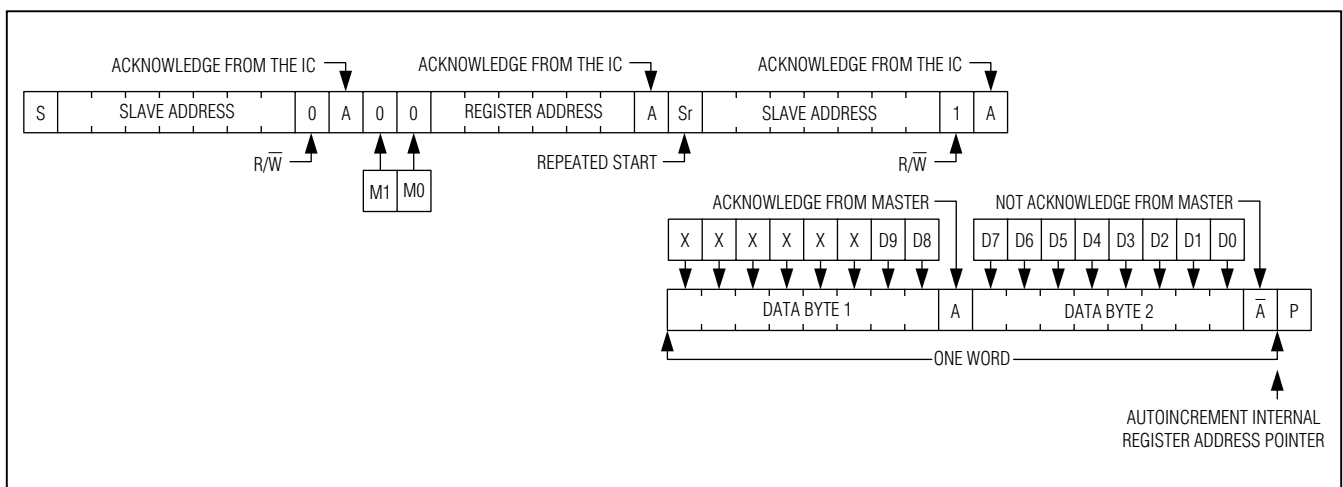 ACKNOWLEDGE FROM THE IC ACKNOWLEDGE FROM THE IC ACKNOWLEDGE FROM THE IC
S SLAVE ADDRESS 0 A 0 0 REGISTER ADDRESS A Sr SLAVE ADDRESS 1 A
R/W̅ REPEATED START R/W̅
M1 M0
ACKNOWLEDGE FROM MASTER NOT ACKNOWLEDGE FROM MASTER
X X X X X X D9 D8 D7 D6 D5 D4 D3 D2 D1 D0
DATA BYTE 1 A DATA BYTE 2 A̅ P
ONE WORD
AUTOINCREMENT INTERNAL
REGISTER ADDRESS POINTER